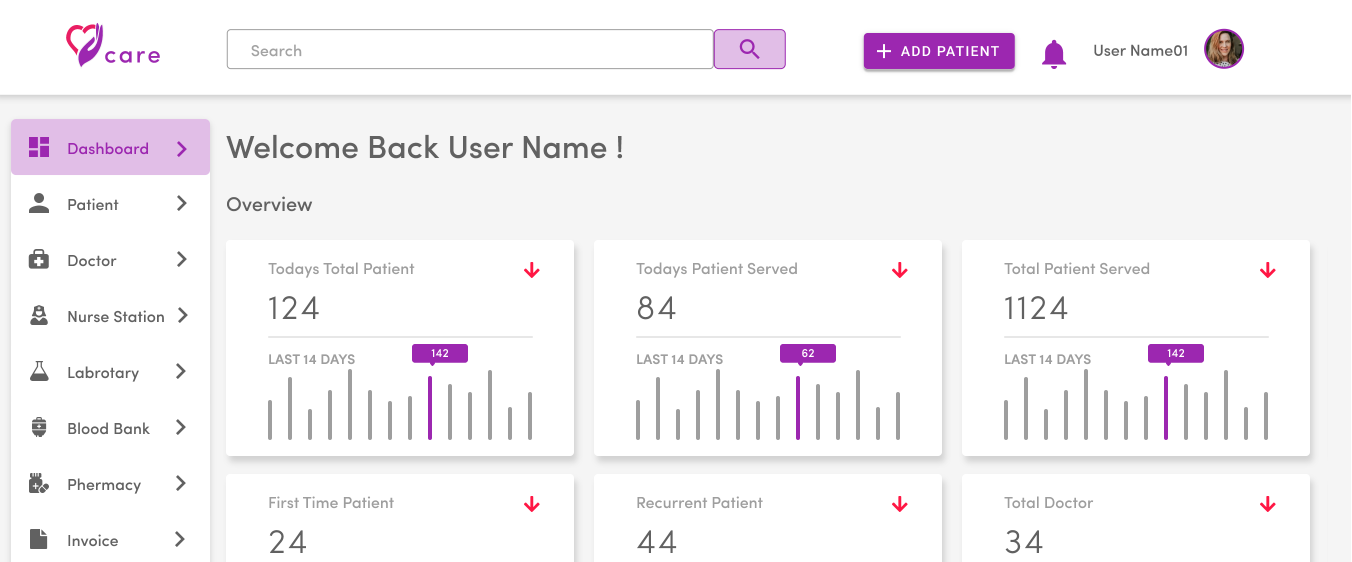 care
Search
ADD PATIENT
User Name01
Dashboard
Patient
Doctor
Nurse Station
Labrotary
Blood Bank
Phermacy
Invoice
Welcome Back User Name !
Overview
Todays Total Patient
124
LAST 14 DAYS
142
Todays Patient Served
84
LAST 14 DAYS
62
Total Patient Served
1124
LAST 14 DAYS
142
First Time Patient
24
Recurrent Patient
44
Total Doctor
34